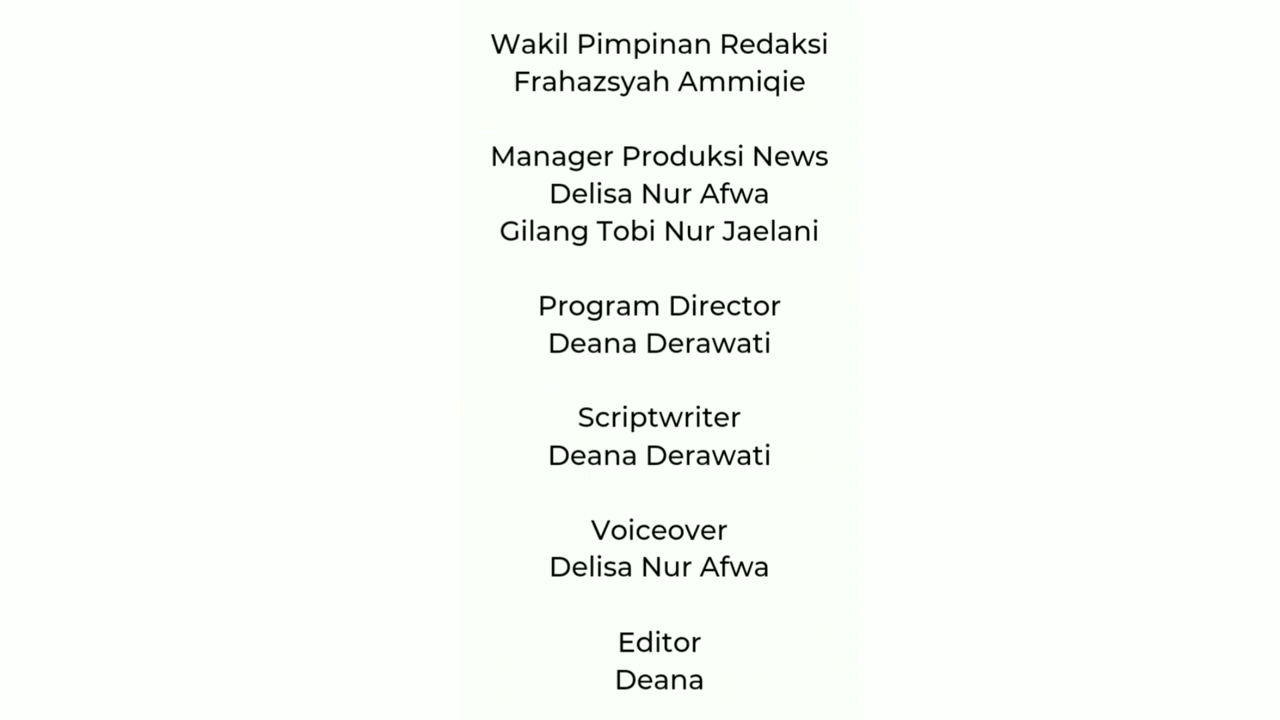 Wakil Pimpinan Redaksi
Frahazsyah Ammiqie
Manager Produksi News
Delisa Nur Afwa
Gilang Tobi Nur Jaelani
Program Director
Deana Derawati
Scriptwriter
Deana Derawati
Voiceover
Delisa Nur Afwa
Editor
Deana